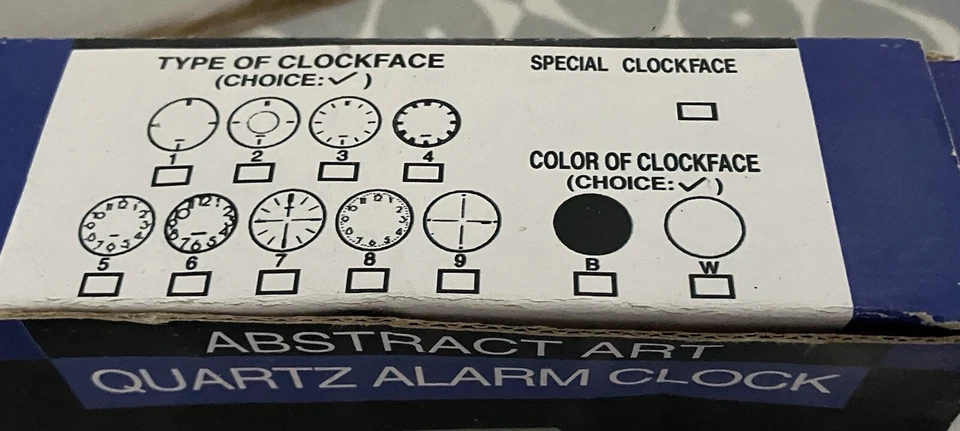 TYPE OF CLOCKFACE
(CHOICE:✓)
1 2 3 4
5 6 7 8 9
SPECIAL CLOCKFACE
COLOR OF CLOCKFACE
(CHOICE:✓)
B W
ABSTRACT ART
QUARTZ ALARM CLOCK